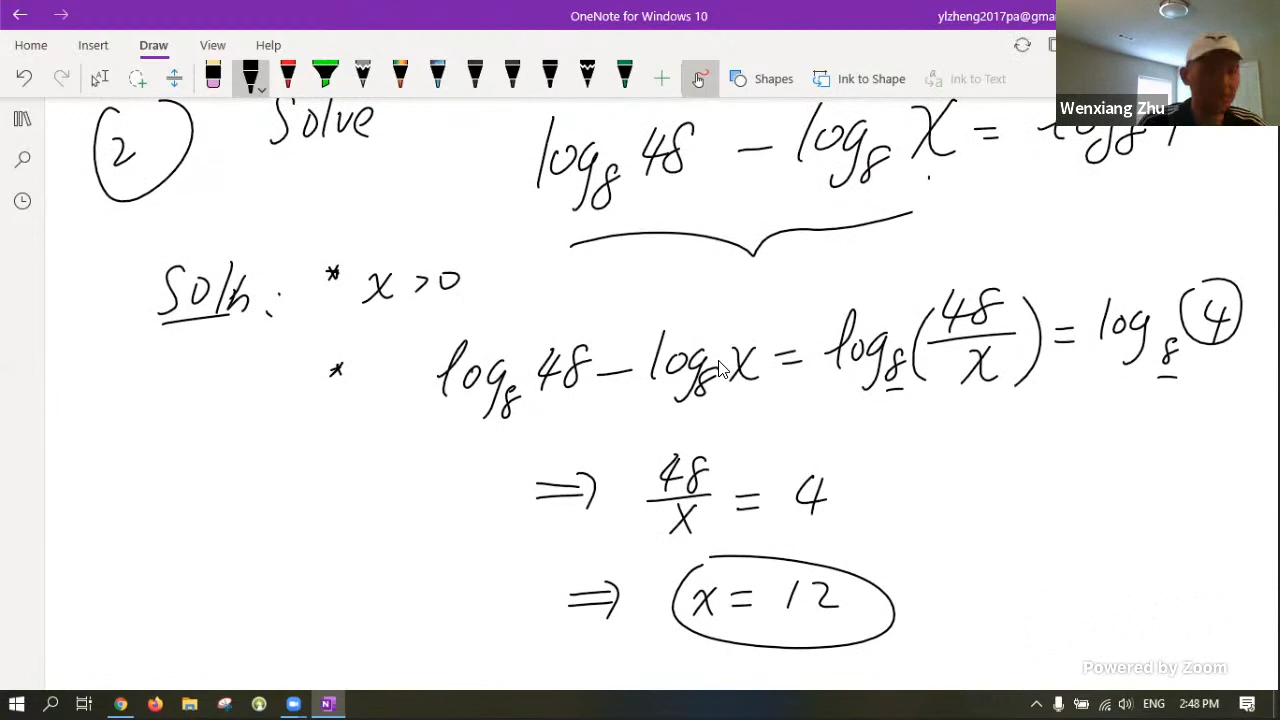 OneNote for Windows 10
ylzheng2017pa@gma
Home Insert Draw View Help
Shapes Ink to Shape Ink to Text
Wenxiang Zhu
2 Solve log₈ 48 - log₈ x =
Soln: * x > 0
* log₈ 48 - log₈ x = log₈ (48/x) = log₈ 4
⇒ 48/x = 4
⇒ x = 12
Powered by Zoom
ENG 2:48 PM